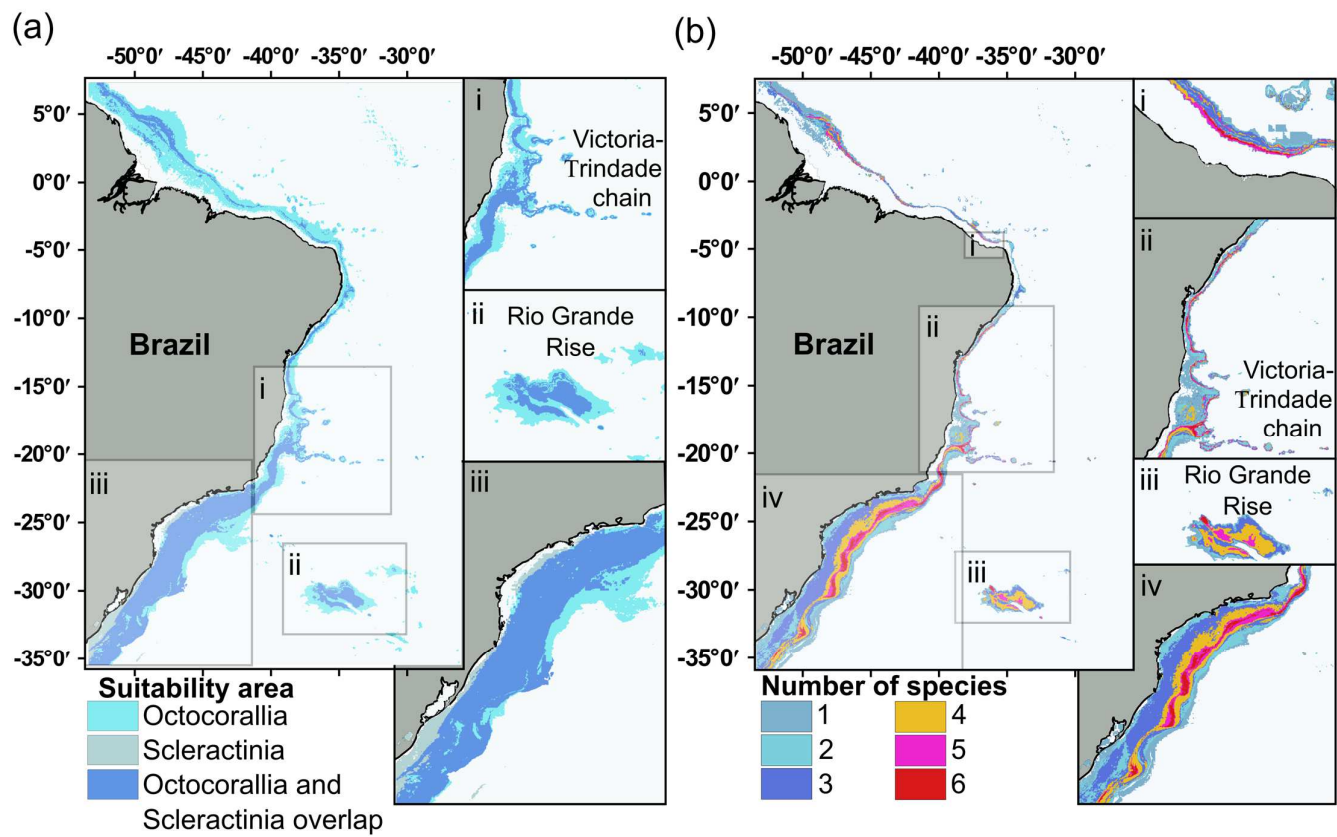 (a)
-50°0′ -45°0′ -40°0′ -35°0′ -30°0′
5°0′
0°0′
-5°0′
-10°0′
-15°0′
-20°0′
-25°0′
-30°0′
-35°0′
Brazil
i
ii
iii
i
Victoria-
Trindade
chain
ii Rio Grande
Rise
iii
Suitability area
Octocorallia
Scleractinia
Octocorallia and
Scleractinia overlap
(b)
-50°0′ -45°0′ -40°0′ -35°0′ -30°0′
5°0′
0°0′
-5°0′
-10°0′
-15°0′
-20°0′
-25°0′
-30°0′
-35°0′
Brazil
i
ii
iv
iii
i
ii
Victoria-
Trindade
chain
iii Rio Grande
Rise
iv
Number of species
1 4
2 5
3 6